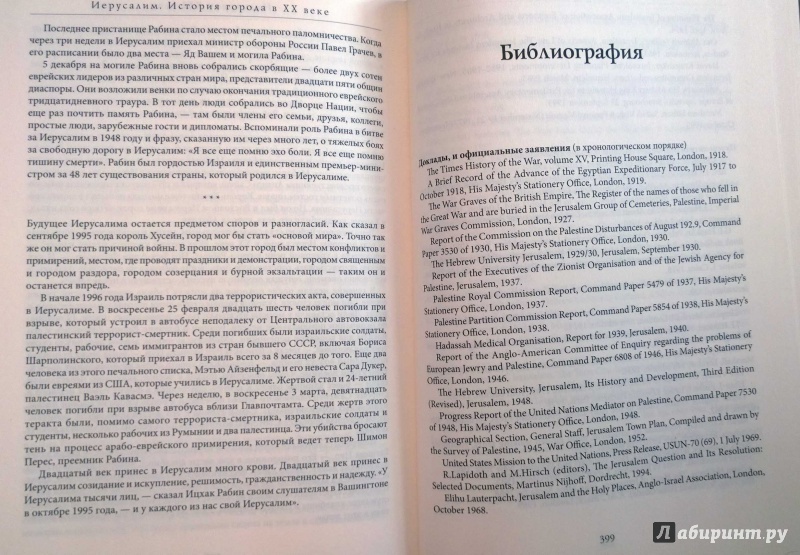 Иерусалим. История города в XX веке
Последнее пристанище Рабина стало местом печального паломничества. Когда
через три недели в Иерусалим приехал министр обороны России Павел Грачев, в
его расписании было два места — Яд Вашем и могила Рабина.
5 декабря на могиле Рабина вновь собрались скорбящие — более двух сотен
еврейских лидеров из различных стран мира, представители двадцати пяти общин
диаспоры. Они возложили венки по случаю окончания традиционного еврейского
тридцатидневного траура. В тот день люди собрались во Дворце Нации, чтобы
еще раз почтить память Рабина, — там были члены его семьи, друзья, коллеги,
простые люди, зарубежные гости и дипломаты. Вспоминали роль Рабина в битве
за Иерусалим в 1948 году и фразу, сказанную им через много лет, о тяжелых боях
за свободную дорогу в Иерусалим: «Я все еще помню эхо боли. Я все еще помню
тишину смерти». Рабин был гордостью Израиля и единственным премьер-мини-
стром за 48 лет существования страны, который родился в Иерусалиме.
* * *
Будущее Иерусалима остается предметом споров и разногласий. Как сказал в
сентябре 1995 года король Хусейн, город мог бы стать «основой мира». Точно так
же он мог стать причиной войны. В прошлом этот город был местом конфликтов и
примирений, местом, где проводят праздники и демонстрации, городом священным
и городом раздора, городом созерцания и бурной экзальтации — таким он и
останется впредь.
В начале 1996 года Израиль потрясли два террористических акта, совершенных
в Иерусалиме. В воскресенье 25 февраля двадцать шесть человек погибли при
взрыве, который устроил в автобусе неподалеку от Центрального автовокзала
палестинский террорист-смертник. Среди погибших были израильские солдаты,
студенты, рабочие, семь иммигрантов из стран бывшего СССР, включая Бориса
Шарполинского, который приехал в Израиль всего за 8 месяцев до того. Еще два
человека из этого печального списка, Мэтью Айзенфельд и его невеста Сара Дукер,
были евреями из США, которые учились в Иерусалиме. Жертвой стал и 24-летний
палестинец Ваэль Кавасмэ. Через неделю, в воскресенье 3 марта, девятнадцать
человек погибли при взрыве автобуса вблизи Главпочтамта. Среди жертв этого
теракта были, помимо самого террориста-смертника, израильские солдаты и
студенты, несколько рабочих из Румынии и два палестинца. Эти убийства бросают
тень на процесс арабо-еврейского примирения, который ведет теперь Шимон
Перес, преемник Рабина.
Двадцатый век принес в Иерусалим много крови. Двадцатый век принес в
Иерусалим созидание и искупление, решимость, гражданственность и надежду. «У
Иерусалима тысячи лиц, — сказал Ицхак Рабин своим слушателям в Вашингтоне
в октябре 1995 года, — и у каждого из нас свой Иерусалим».
Библиография
Доклады, и официальные заявления (в хронологическом порядке)
The Times History of the War, volume XV, Printing House Square, London, 1918.
A Brief Record of the Advance of the Egyptian Expeditionary Force, July 1917 to
October 1918, His Majesty's Stationery Office, London, 1919.
The War Graves of the British Empire, The Register of the names of those who fell in
the Great War and are buried in the Jerusalem Group of Cemeteries, Palestine, Imperial
War Graves Commission, London, 1927.
Report of the Commission on the Palestine Disturbances of August 192.9, Command
Paper 3530 of 1930, His Majesty's Stationery Office, London, 1930.
The Hebrew University Jerusalem, 1929/30, Jerusalem, September 1930.
Report of the Executives of the Zionist Organisation and of the Jewish Agency for
Palestine, Jerusalem, 1937.
Palestine Royal Commission Report, Command Paper 5479 of 1937, His Majesty's
Stationery Office, London, 1937.
Palestine Partition Commission Report, Command Paper 5854 of 1938, His Majesty's
Stationery Office, London, 1938.
Hadassah Medical Organisation, Report for 1939, Jerusalem, 1940.
Report of the Anglo-American Committee of Enquiry regarding the problems of
European Jewry and Palestine, Command Paper 6808 of 1946, His Majesty's Stationery
Office, London, 1946.
The Hebrew University, Jerusalem, Its History and Development, Third Edition
(Revised), Jerusalem, 1948.
Progress Report of the United Nations Mediator on Palestine, Command Paper 7530
of 1948, His Majesty's Stationery Office, London, 1948.
Geographical Section, General Staff, Jerusalem Town Plan. Compiled and drawn by
the Survey of Palestine, 1945, War Office, London, 1952.
United States Mission to the United Nations, Press Release, USUN-70 (69), 1 July 1969.
R.Lapidoth and M.Hirsch (editors), The Jerusalem Question and Its Resolution:
Selected Documents, Martinus Nijhoff, Dordrecht, 1994.
Elihu Lauterpacht, Jerusalem and the Holy Places, Anglo-Israel Association, London,
October 1968.
399
Лабиринт.ру